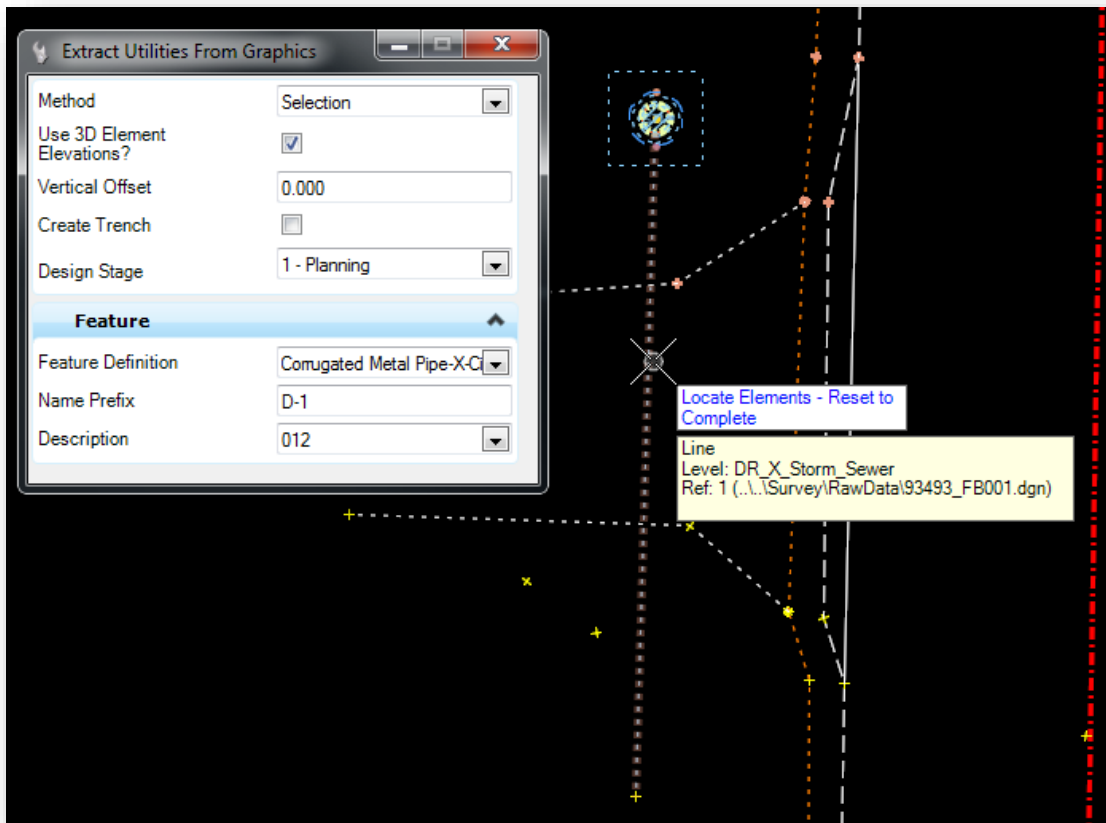 Extract Utilities From Graphics
Method
Selection
Use 3D Element
Elevations?
Vertical Offset
0.000
Create Trench
Design Stage
1 - Planning
Feature
Feature Definition
Corrugated Metal Pipe-X-Ci
Name Prefix
D-1
Description
012
Locate Elements - Reset to
Complete
Line
Level: DR_X_Storm_Sewer
Ref: 1 (..\..\Survey\RawData\93493_FB001.dgn)